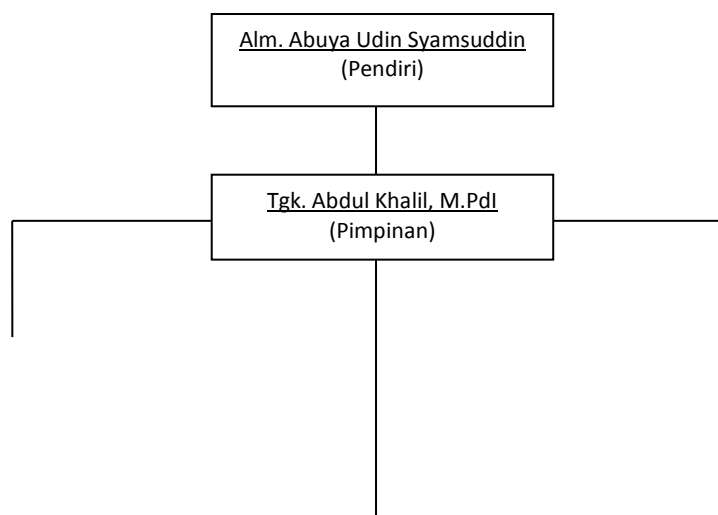 Alm. Abuya Udin Syamsuddin
(Pendiri)
Tgk. Abdul Khalil, M.PdI
(Pimpinan)